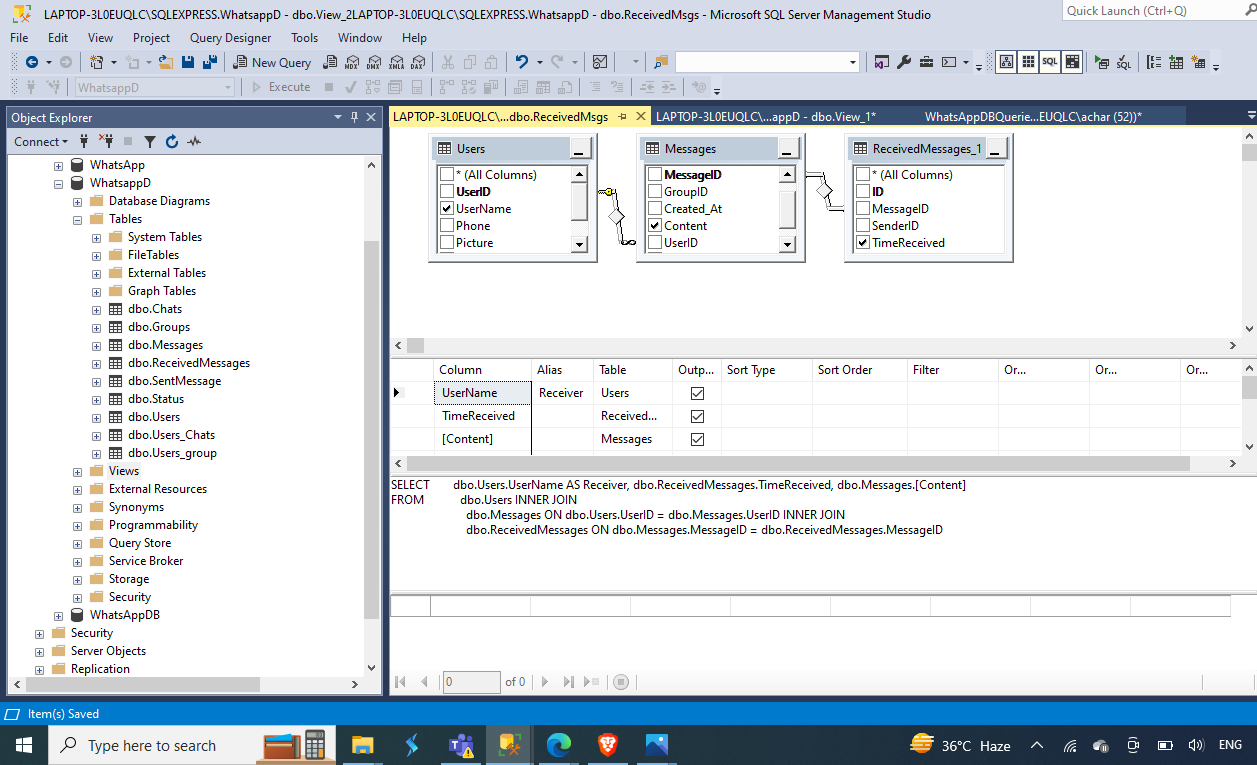 LAPTOP-3L0EUQLC\SQLEXPRESS.WhatsappD - dbo.View_2LAPTOP-3L0EUQLC\SQLEXPRESS.WhatsappD - dbo.ReceivedMsgs - Microsoft SQL Server Management Studio
Quick Launch (Ctrl+Q)
File Edit View Project Query Designer Tools Window Help
New Query MDX DMX XMLA DAX SQL
WhatsappD Execute
Object Explorer
Connect
WhatsApp
WhatsappD
Database Diagrams
Tables
System Tables
FileTables
External Tables
Graph Tables
dbo.Chats
dbo.Groups
dbo.Messages
dbo.ReceivedMessages
dbo.SentMessage
dbo.Status
dbo.Users
dbo.Users_Chats
dbo.Users_group
Views
External Resources
Synonyms
Programmability
Query Store
Service Broker
Storage
Security
WhatsAppDB
Security
Server Objects
Replication
LAPTOP-3L0EUQLC\...dbo.ReceivedMsgs LAPTOP-3L0EUQLC\...appD - dbo.View_1* WhatsAppDBQuerie...EUQLC\achar (52))*
Users
* (All Columns)
UserID
UserName
Phone
Picture
Messages
MessageID
GroupID
Created_At
Content
UserID
ReceivedMessages_1
* (All Columns)
ID
MessageID
SenderID
TimeReceived
Column Alias Table Outp... Sort Type Sort Order Filter Or... Or... Or...
UserName Receiver Users
TimeReceived Received...
[Content] Messages
SELECT dbo.Users.UserName AS Receiver, dbo.ReceivedMessages.TimeReceived, dbo.Messages.[Content]
FROM dbo.Users INNER JOIN
dbo.Messages ON dbo.Users.UserID = dbo.Messages.UserID INNER JOIN
dbo.ReceivedMessages ON dbo.Messages.MessageID = dbo.ReceivedMessages.MessageID
0 of 0
Item(s) Saved
Type here to search
36°C Haze
ENG